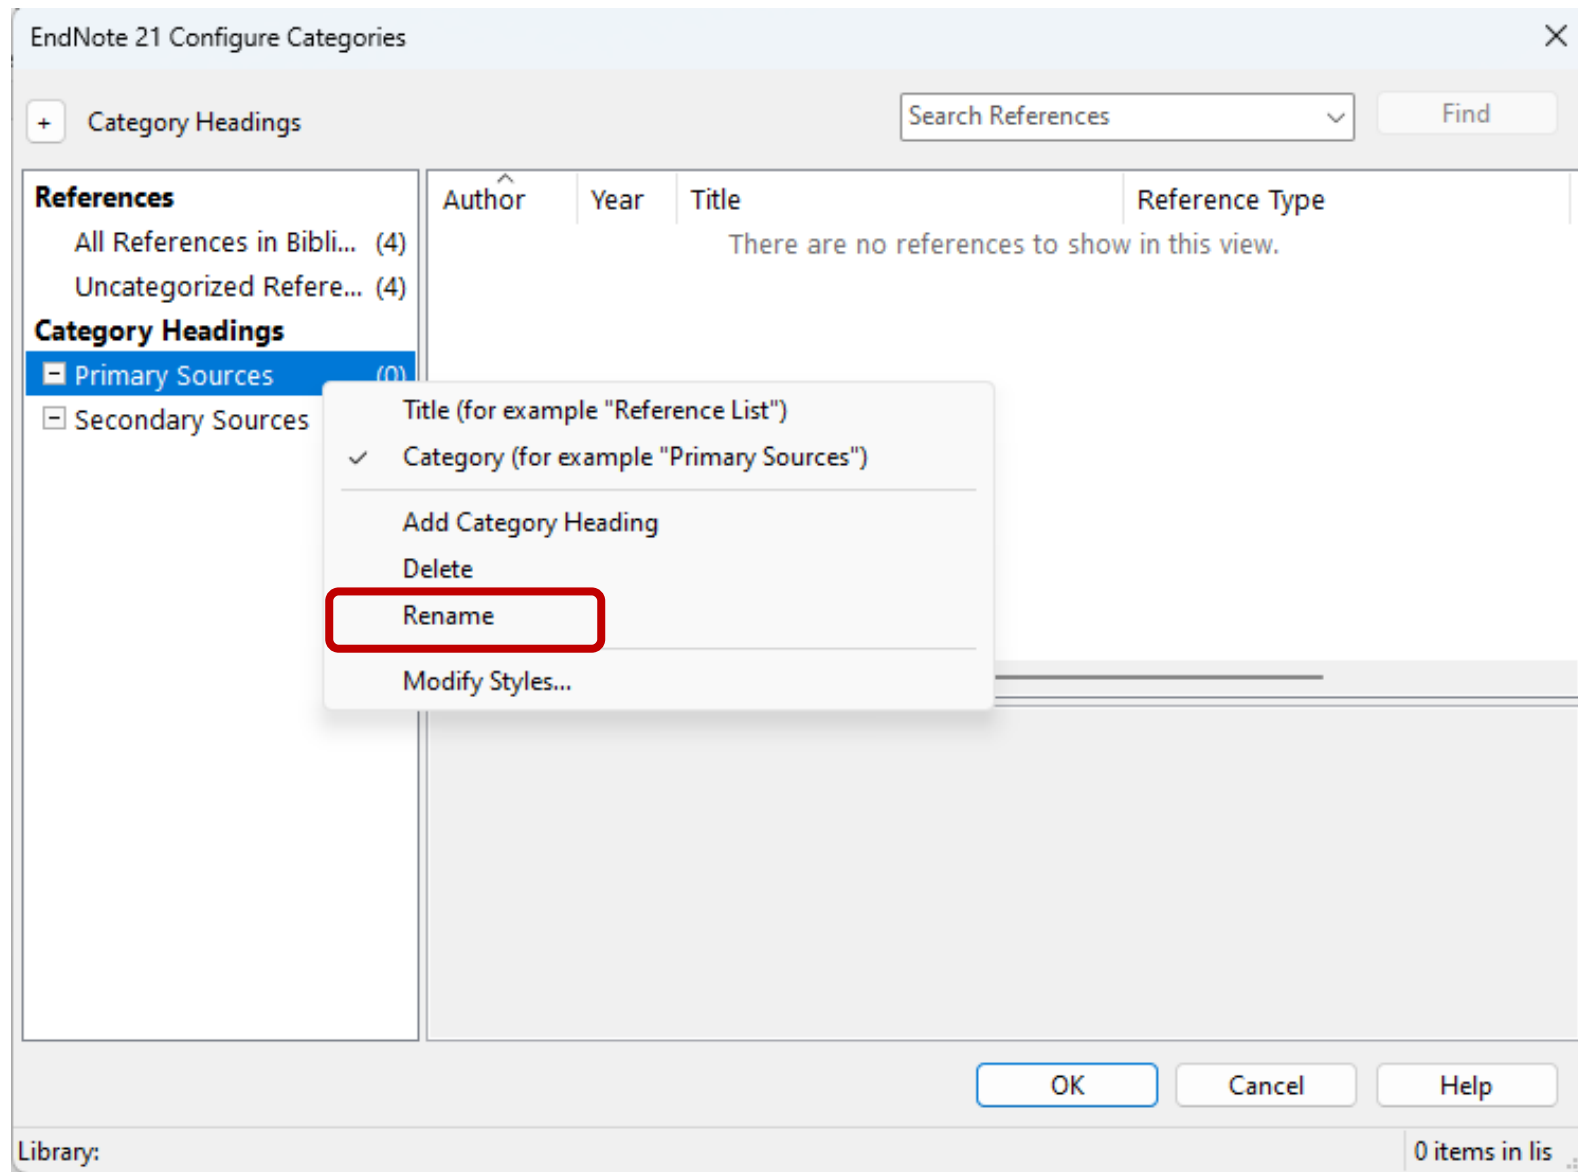 EndNote 21 Configure Categories
+ Category Headings
Search References
Find
References
All References in Bibli... (4)
Uncategorized Refere... (4)
Category Headings
Primary Sources (0)
Secondary Sources
Author Year Title Reference Type
There are no references to show in this view.
Title (for example "Reference List")
Category (for example "Primary Sources")
Add Category Heading
Delete
Rename
Modify Styles...
OK Cancel Help
Library: 0 items in lis